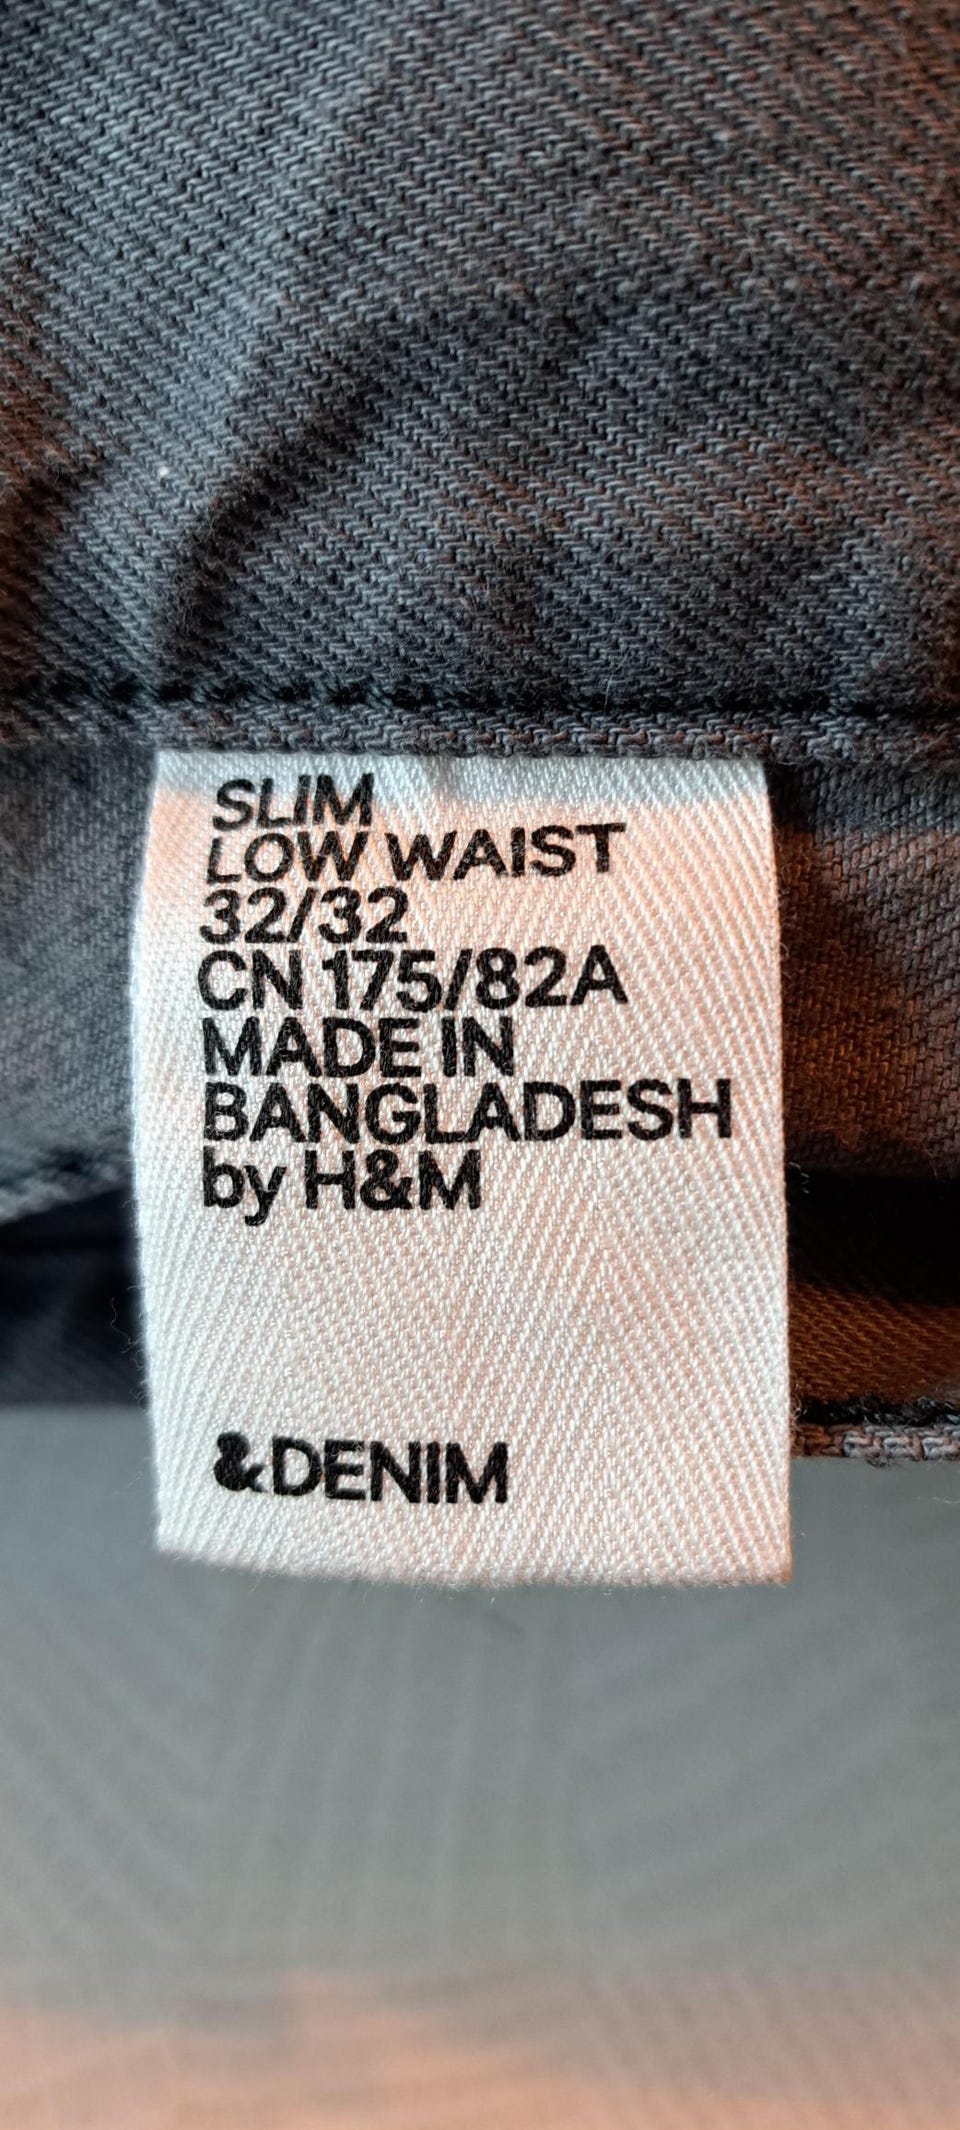 SLIM
LOW WAIST
32/32
CN 175/82A
MADE IN
BANGLADESH
by H&M
&DENIM